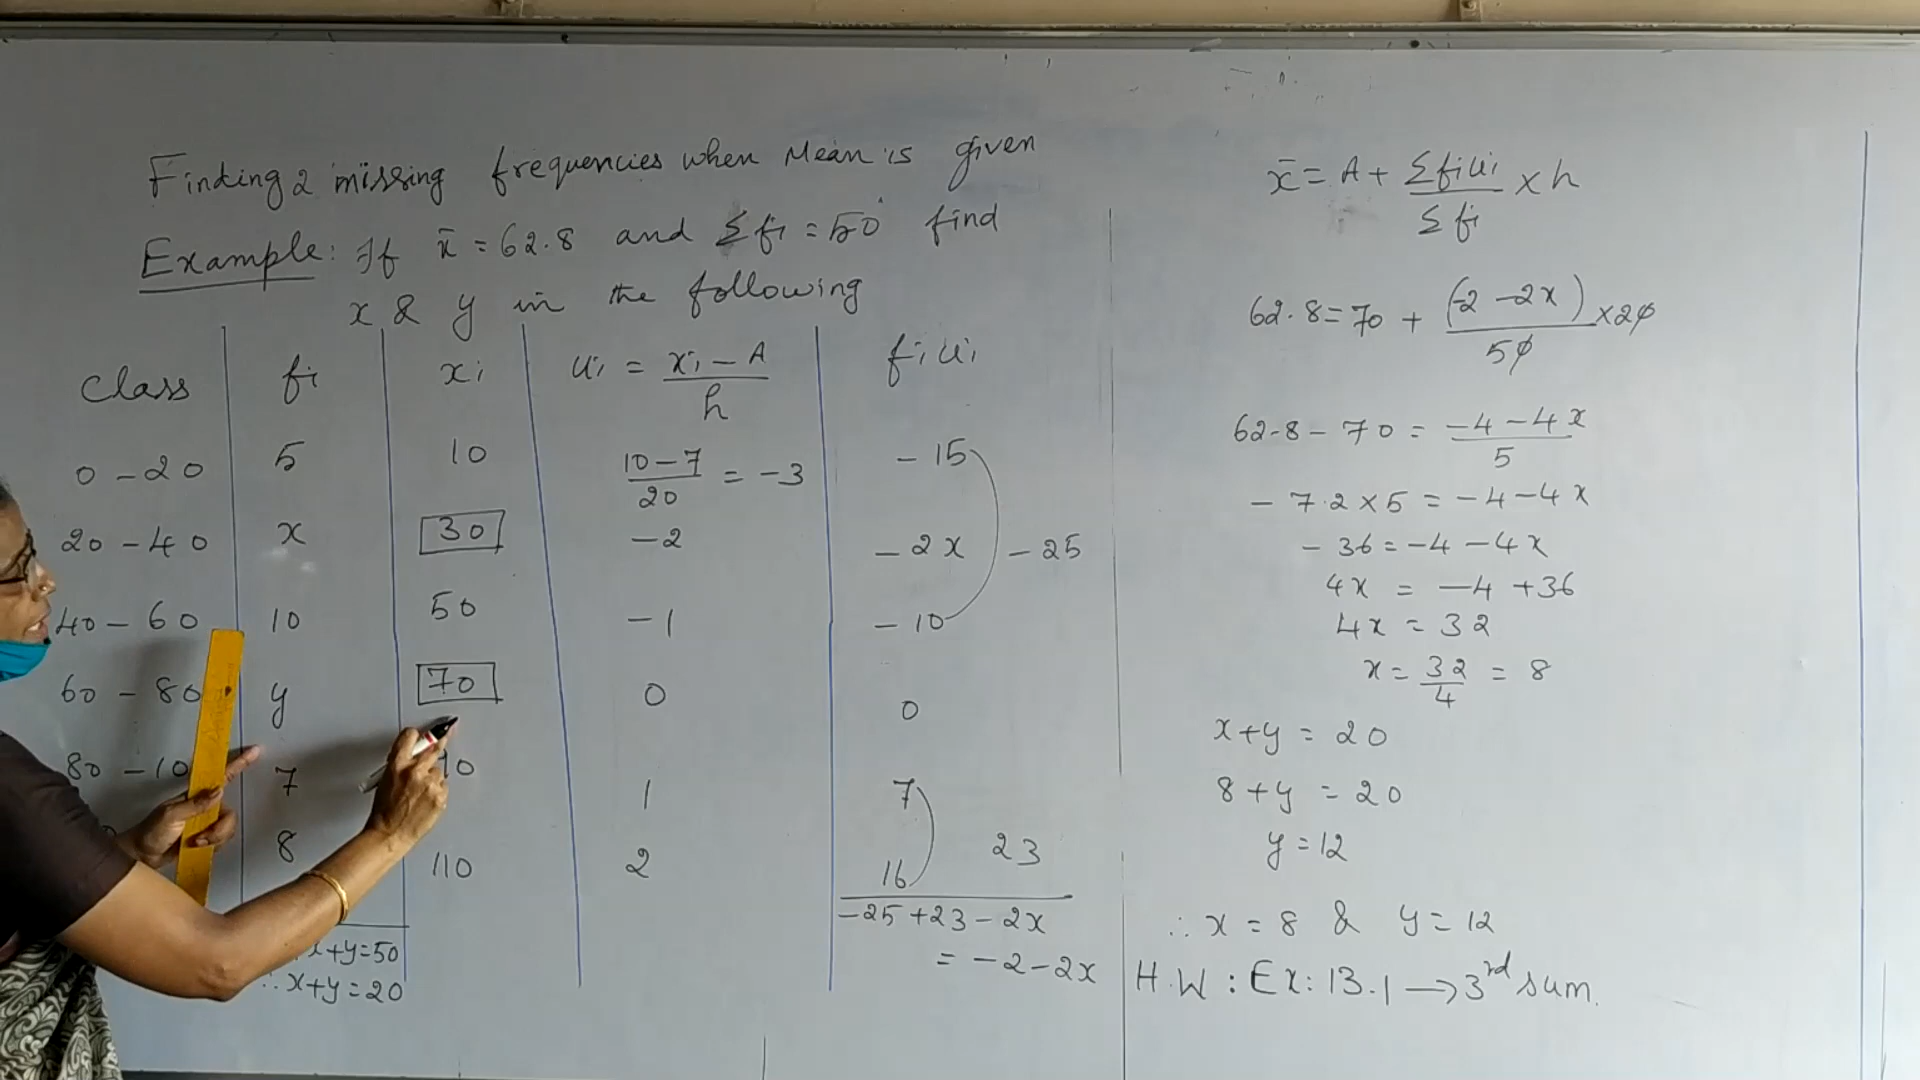 Finding 2 missing frequencies when Mean is given
Example: If x̄ = 62.8 and Σfi = 50 find
x & y in the following
Class | fi | xi | ui = (xi - A)/h | fiui
0 - 20 | 5 | 10 | (10 - 7)/20 = -3 | -15
20 - 40 | x | 30 | -2 | -2x
-25
40 - 60 | 10 | 50 | -1 | -10
60 - 80 | y | 70 | 0 | 0
80 - 10 | 7 | 90 | 1 | 7
8 | 110 | 2 | 16
23
x+y=50
∴ x+y = 20
-25+23-2x
= -2-2x
x̄ = A + Σfiui/Σfi × h
62.8 = 70 + (-2 - 2x)/50 × 20
62.8 - 70 = (-4 - 4x)/5
- 7.2 × 5 = -4 - 4x
- 36 = -4 - 4x
4x = -4 + 36
4x = 32
x = 32/4 = 8
x+y = 20
8+y = 20
y = 12
∴ x = 8 & y = 12
H.W : Ex: 13.1 → 3rd sum.